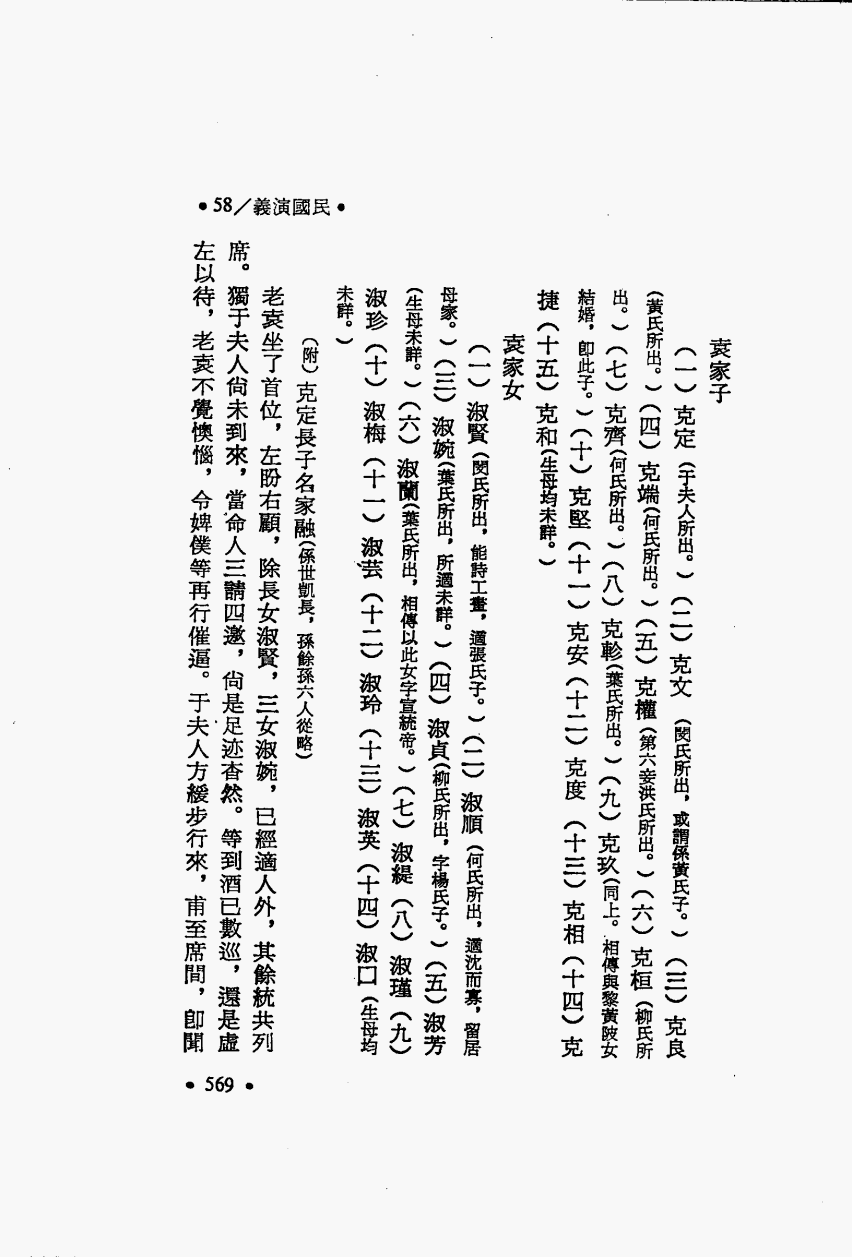 •58／義演國民•
袁家子
（一）克定（于夫人所出。）（二）克文（閔氏所出，或謂係黃氏子。）（三）克良
（黃氏所出。）（四）克端（何氏所出。）（五）克權（第六妾洪氏所出。）（六）克桓（柳氏所
出。）（七）克齊（何氏所出。）（八）克軫（葉氏所出。）（九）克玖（同上。相傳與黎黃陂女
結婚，卽此子。）（十）克堅（十一）克安（十二）克度（十三）克相（十四）克
捷（十五）克和（生母均未詳。）
袁家女
（一）淑賢（閔氏所出，能詩工畫，適張氏子。）（二）淑順（何氏所出，適沈而寡，留居
母家。）（三）淑婉（葉氏所出，所適未詳。）（四）淑貞（柳氏所出，字楊氏子。）（五）淑芳
（生母未詳。）（六）淑蘭（葉氏所出，相傳以此女字宣統帝。）（七）淑緹（八）淑瑾（九）
淑珍（十）淑梅（十一）淑芸（十二）淑玲（十三）淑英（十四）淑口（生母均
未詳。）
（附）克定長子名家融（係世凱長，孫餘孫六人從略）
老袁坐了首位，左盼右顧，除長女淑賢，三女淑婉，已經適人外，其餘統共列
席。獨于夫人尙未到來，當命人三請四邀，尙是足迹杳然。等到酒已數巡，還是虛
左以待，老袁不覺懊惱，令婢僕等再行催逼。于夫人方緩步行來，甫至席間，卽聞
•569•